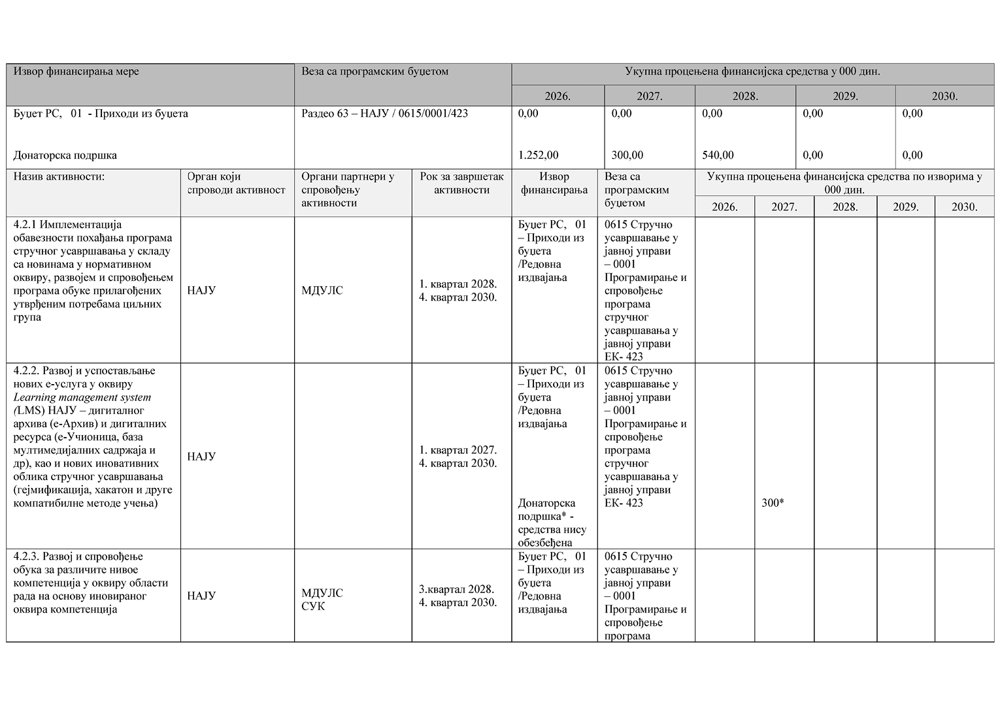 Извор финансирања мере
Веза са програмским буџетом
Укупна процењена финансијска средства у 000 дин.
2026.
2027.
2028.
2029.
2030.
Буџет РС, 01 - Приходи из буџета
Раздео 63 – НАЈУ / 0615/0001/423
0,00
0,00
0,00
0,00
0,00
Донаторска подршка
1.252,00
300,00
540,00
0,00
0,00
Назив активности:
Орган који
спроводи активност
Органи партнери у
спровођењу
активности
Рок за завршетак
активности
Извор
финансирања
Веза са
програмским
буџетом
Укупна процењена финансијска средства по изворима у
000 дин.
2026.
2027.
2028.
2029.
2030.
4.2.1 Имплементација
обавезности похађања програма
стручног усавршавања у складу
са новинама у нормативном
оквиру, развојем и спровођењем
програма обуке прилагођених
утврђеним потребама циљних
група
НАЈУ
МДУЛС
1. квартал 2028.
4. квартал 2030.
Буџет РС, 01
– Приходи из
буџета
/Редовна
издвајања
0615 Стручно
усавршавање у
јавној управи
– 0001
Програмирање и
спровођење
програма
стручног
усавршавања у
јавној управи
ЕК- 423
4.2.2. Развој и успостављање
нових е-услуга у оквиру
Learning management system
(LMS) НАЈУ – дигиталног
архива (е-Архив) и дигиталних
ресурса (е-Учионица, база
мултимедијалних садржаја и
др), као и нових иновативних
облика стручног усавршавања
(гејмификација, хакатон и друге
компатибилне методе учења)
НАЈУ
1. квартал 2027.
4. квартал 2030.
Буџет РС, 01
– Приходи из
буџета
/Редовна
издвајања
Донаторска
подршка* -
средства нису
обезбеђена
0615 Стручно
усавршавање у
јавној управи
– 0001
Програмирање и
спровођење
програма
стручног
усавршавања у
јавној управи
ЕК- 423
300*
4.2.3. Развој и спровођење
обука за различите нивое
компетенција у оквиру области
рада на основу иновираног
оквира компетенција
НАЈУ
МДУЛС
СУК
3.квартал 2028.
4. квартал 2030.
Буџет РС, 01
– Приходи из
буџета
/Редовна
издвајања
0615 Стручно
усавршавање у
јавној управи
– 0001
Програмирање и
спровођење
програма